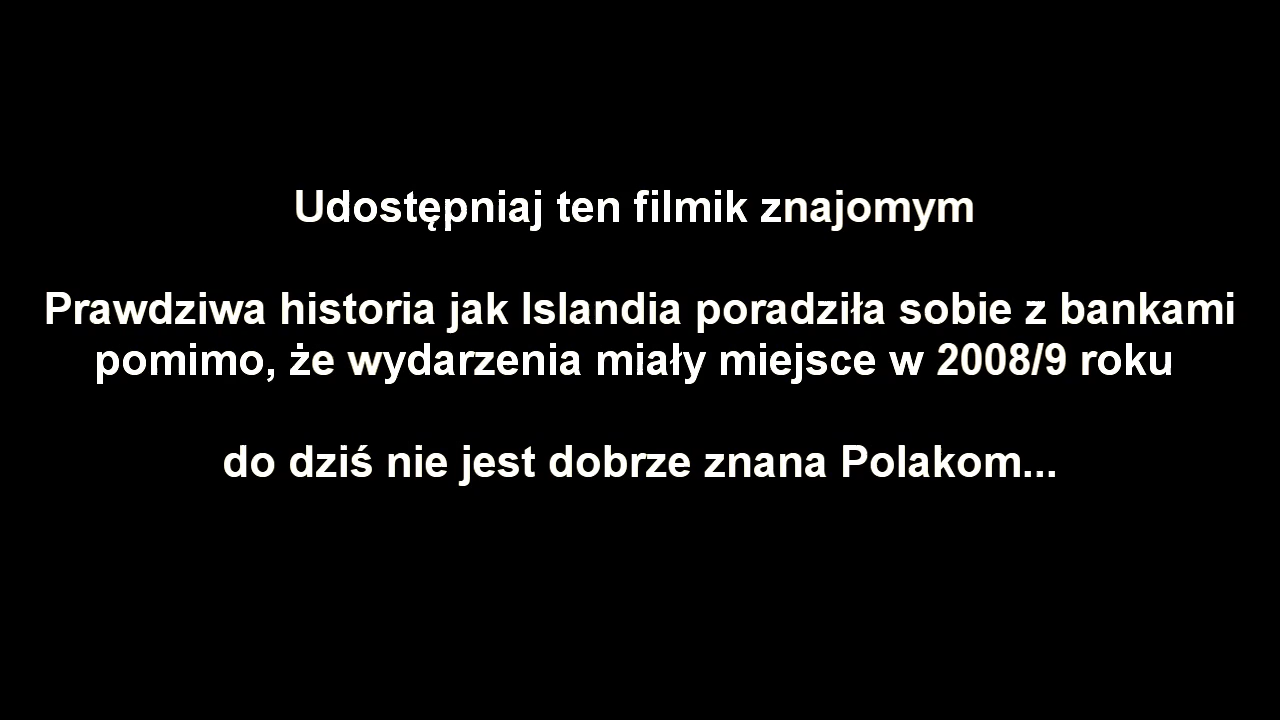 Udostępniaj ten filmik znajomym
Prawdziwa historia jak Islandia poradziła sobie z bankami
pomimo, że wydarzenia miały miejsce w 2008/9 roku
do dziś nie jest dobrze znana Polakom...